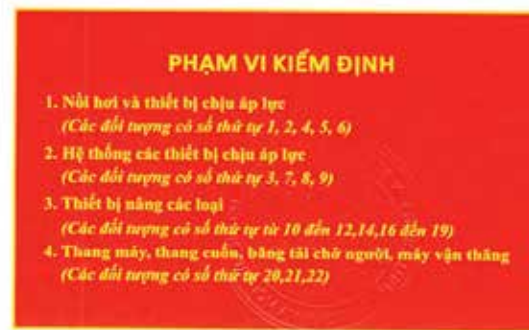 PHẠM VI KIỂM ĐỊNH
1. Nồi hơi và thiết bị chịu áp lực
(Các đối tượng có số thứ tự 1, 2, 4, 5, 6)
2. Hệ thống các thiết bị chịu áp lực
(Các đối tượng có số thứ tự 3, 7, 8, 9)
3. Thiết bị nâng các loại
(Các đối tượng có số thứ tự từ 10 đến 12,14,16 đến 19)
4. Thang máy, thang cuốn, băng tải chở người, máy vận thăng
(Các đối tượng có số thứ tự 20,21,22)